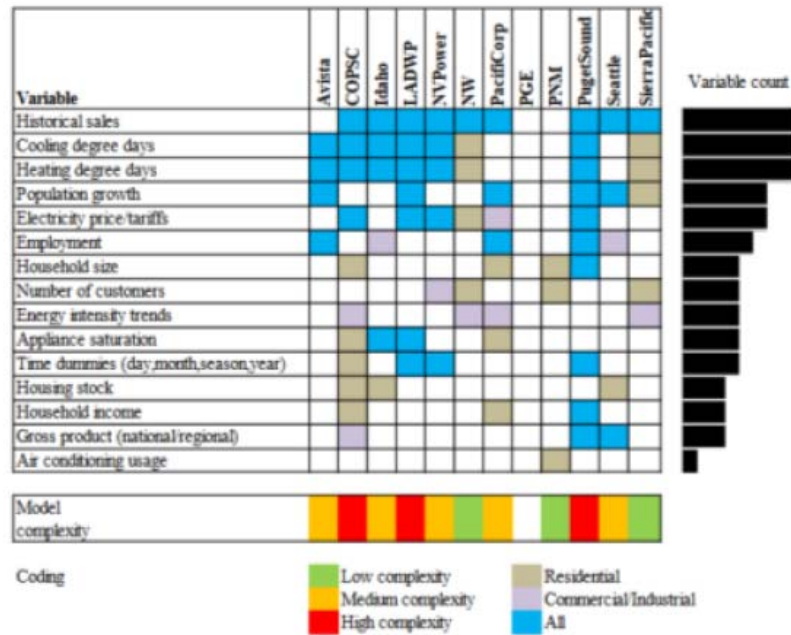 Variable
Avista
COPSC
Idaho
LADWP
NVPower
NW
PacifiCorp
PGE
PNM
PugetSound
Seattle
SierraPacific
Variable count
Historical sales
Cooling degree days
Heating degree days
Population growth
Electricity price/tariffs
Employment
Household size
Number of customers
Energy intensity trends
Appliance saturation
Time dummies (day,month,season,year)
Housing stock
Household income
Gross product (national/regional)
Air conditioning usage
Model
complexity
Coding
Low complexity
Medium complexity
High complexity
Residential
Commercial/Industrial
All